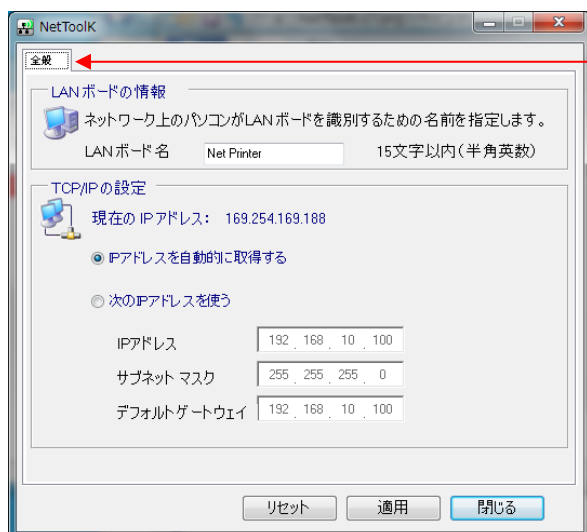 NetToolK
全般
LANボードの情報
ネットワーク上のパソコンがLANボードを識別するための名前を指定します。
LANボード名 Net Printer 15文字以内(半角英数)
TCP/IPの設定
現在のIPアドレス: 169.254.169.188
IPアドレスを自動的に取得する
次のIPアドレスを使う
IPアドレス 192 . 168 . 10 . 100
サブネット マスク 255 . 255 . 255 . 0
デフォルトゲートウェイ 192 . 168 . 10 . 100
リセット 適用 閉じる